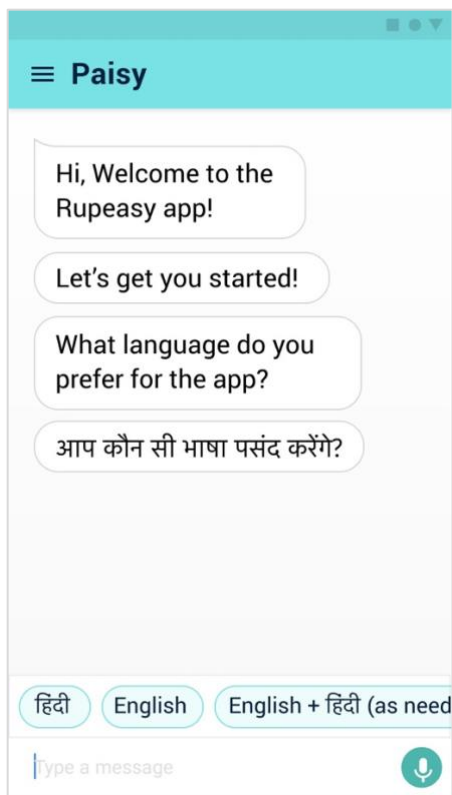 Paisy
Hi, Welcome to the
Rupeasy app!
Let's get you started!
What language do you
prefer for the app?
आप कौन सी भाषा पसंद करेंगे?
हिंदी
English
English + हिंदी (as need
Type a message